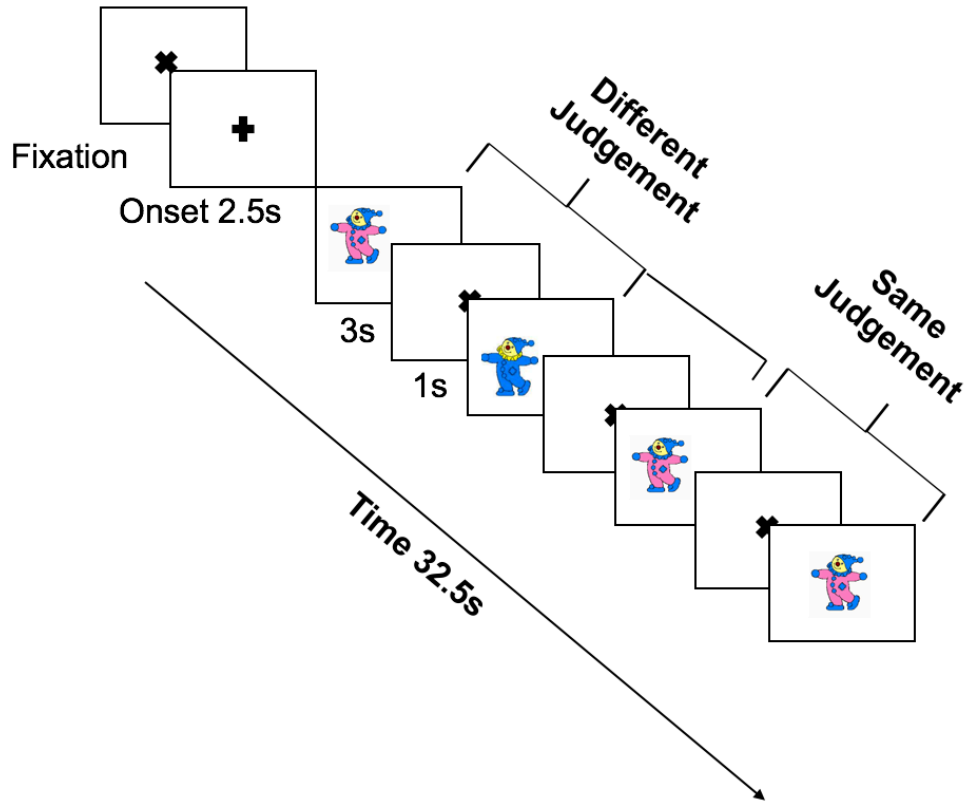 Fixation
Onset 2.5s
3s
1s
Different
Judgement
Same
Judgement
Time 32.5s